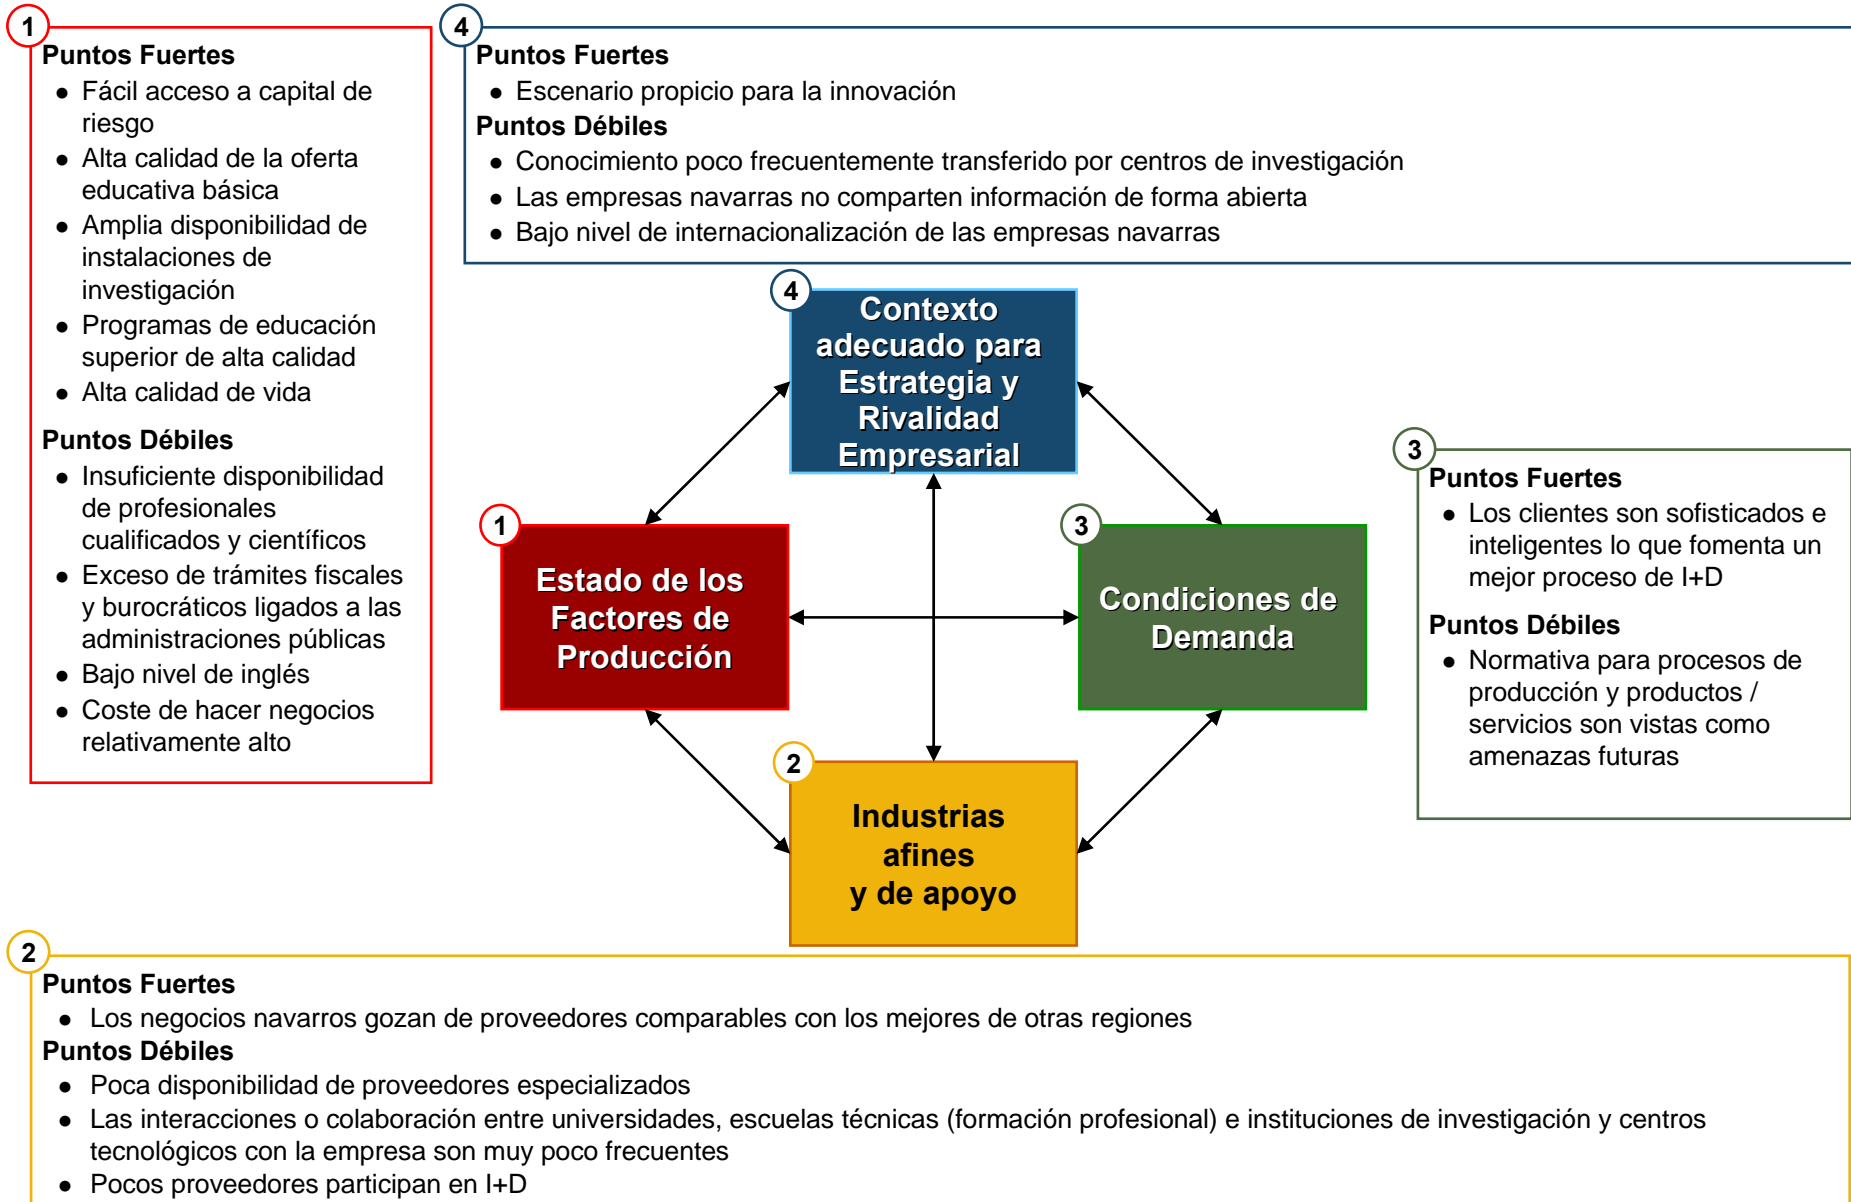 1
Puntos Fuertes
● Fácil acceso a capital de
riesgo
● Alta calidad de la oferta
educativa básica
● Amplia disponibilidad de
instalaciones de
investigación
● Programas de educación
superior de alta calidad
● Alta calidad de vida
Puntos Débiles
● Insuficiente disponibilidad
de profesionales
cualificados y científicos
● Exceso de trámites fiscales
y burocráticos ligados a las
administraciones públicas
● Bajo nivel de inglés
● Coste de hacer negocios
relativamente alto
4
Puntos Fuertes
● Escenario propicio para la innovación
Puntos Débiles
● Conocimiento poco frecuentemente transferido por centros de investigación
● Las empresas navarras no comparten información de forma abierta
● Bajo nivel de internacionalización de las empresas navarras
4
Contexto
adecuado para
Estrategia y
Rivalidad
Empresarial
1
Estado de los
Factores de
Producción
3
Condiciones de
Demanda
2
Industrias
afines
y de apoyo
3
Puntos Fuertes
● Los clientes son sofisticados e
inteligentes lo que fomenta un
mejor proceso de I+D
Puntos Débiles
● Normativa para procesos de
producción y productos /
servicios son vistas como
amenazas futuras
2
Puntos Fuertes
● Los negocios navarros gozan de proveedores comparables con los mejores de otras regiones
Puntos Débiles
● Poca disponibilidad de proveedores especializados
● Las interacciones o colaboración entre universidades, escuelas técnicas (formación profesional) e instituciones de investigación y centros
tecnológicos con la empresa son muy poco frecuentes
● Pocos proveedores participan en I+D